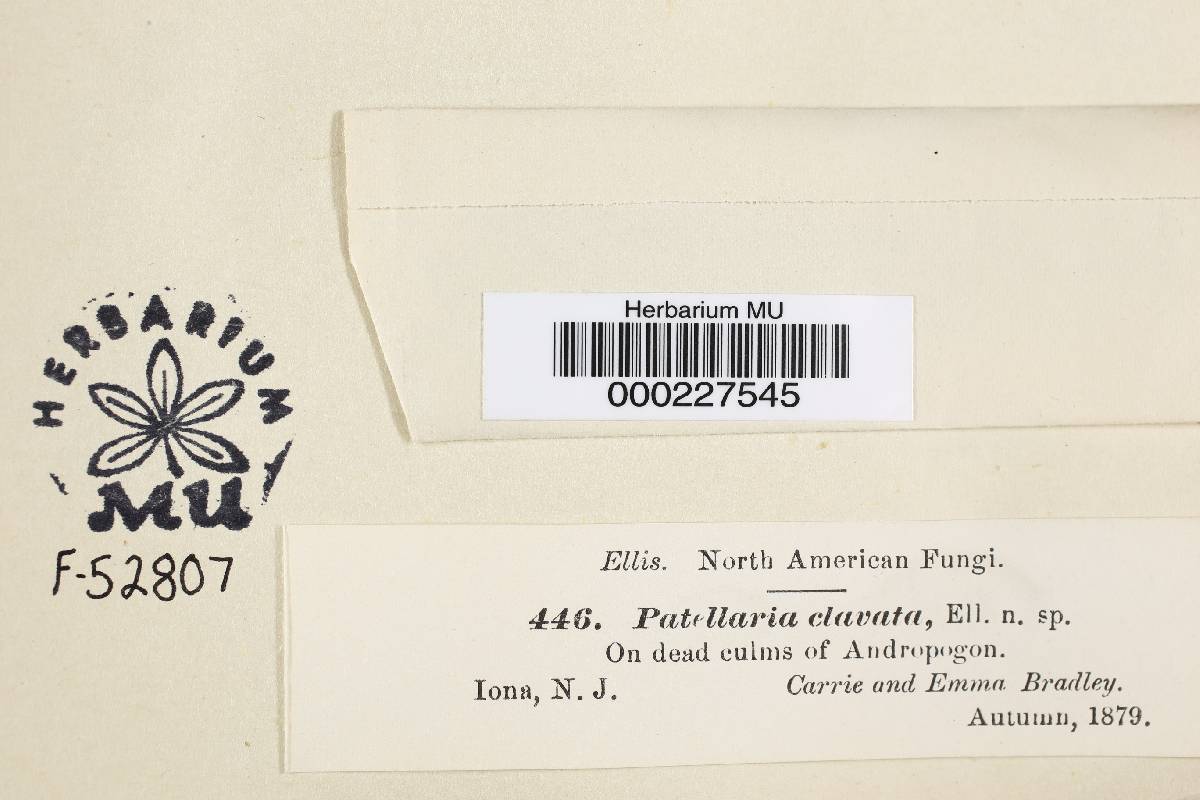 Herbarium MU
000227545
HERBARIUM
MU
F-52807
Ellis. North American Fungi.
446. Patellaria clavata, Ell. n. sp.
On dead culms of Andropogon.
Iona, N. J. Carrie and Emma Bradley.
Autumn, 1879.